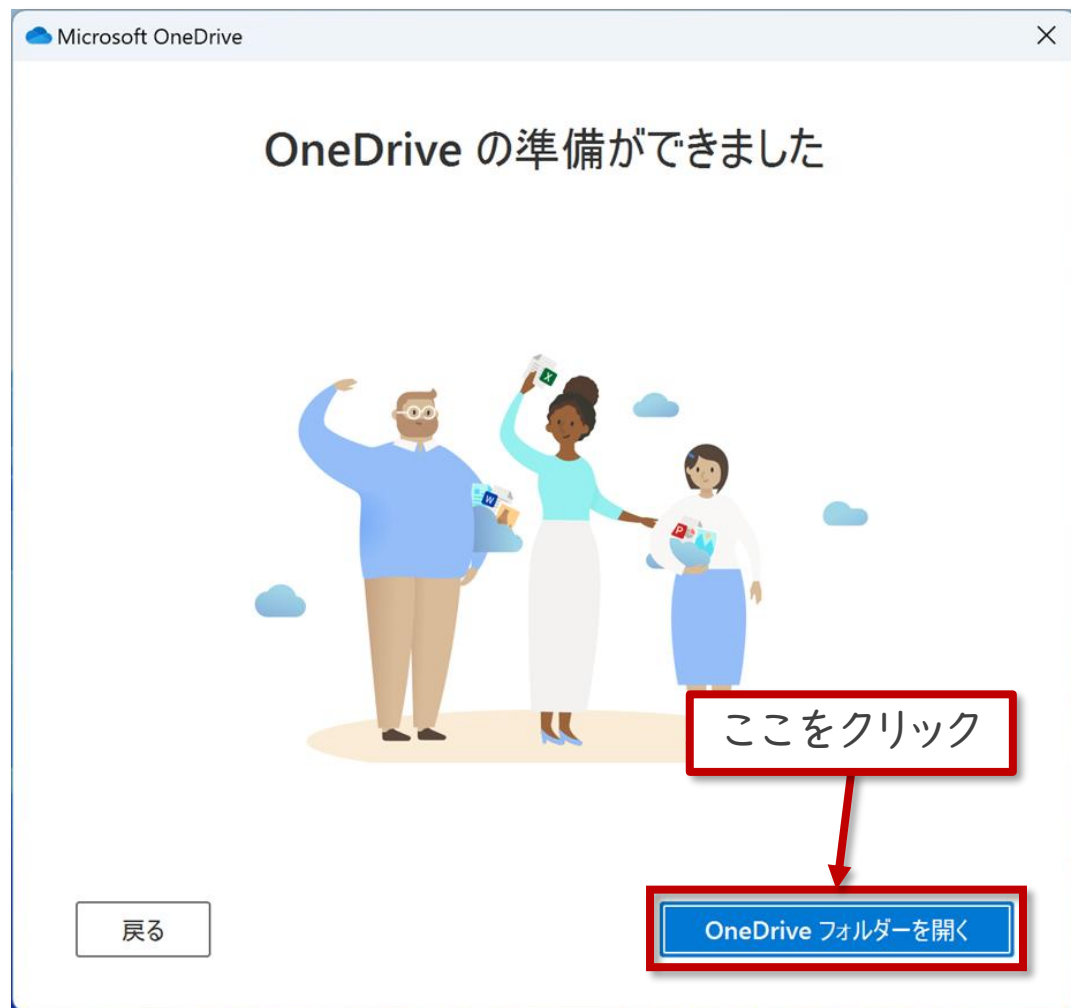 Microsoft OneDrive
OneDrive の準備ができました
X
W
P
ここをクリック
戻る
OneDrive フォルダーを開く